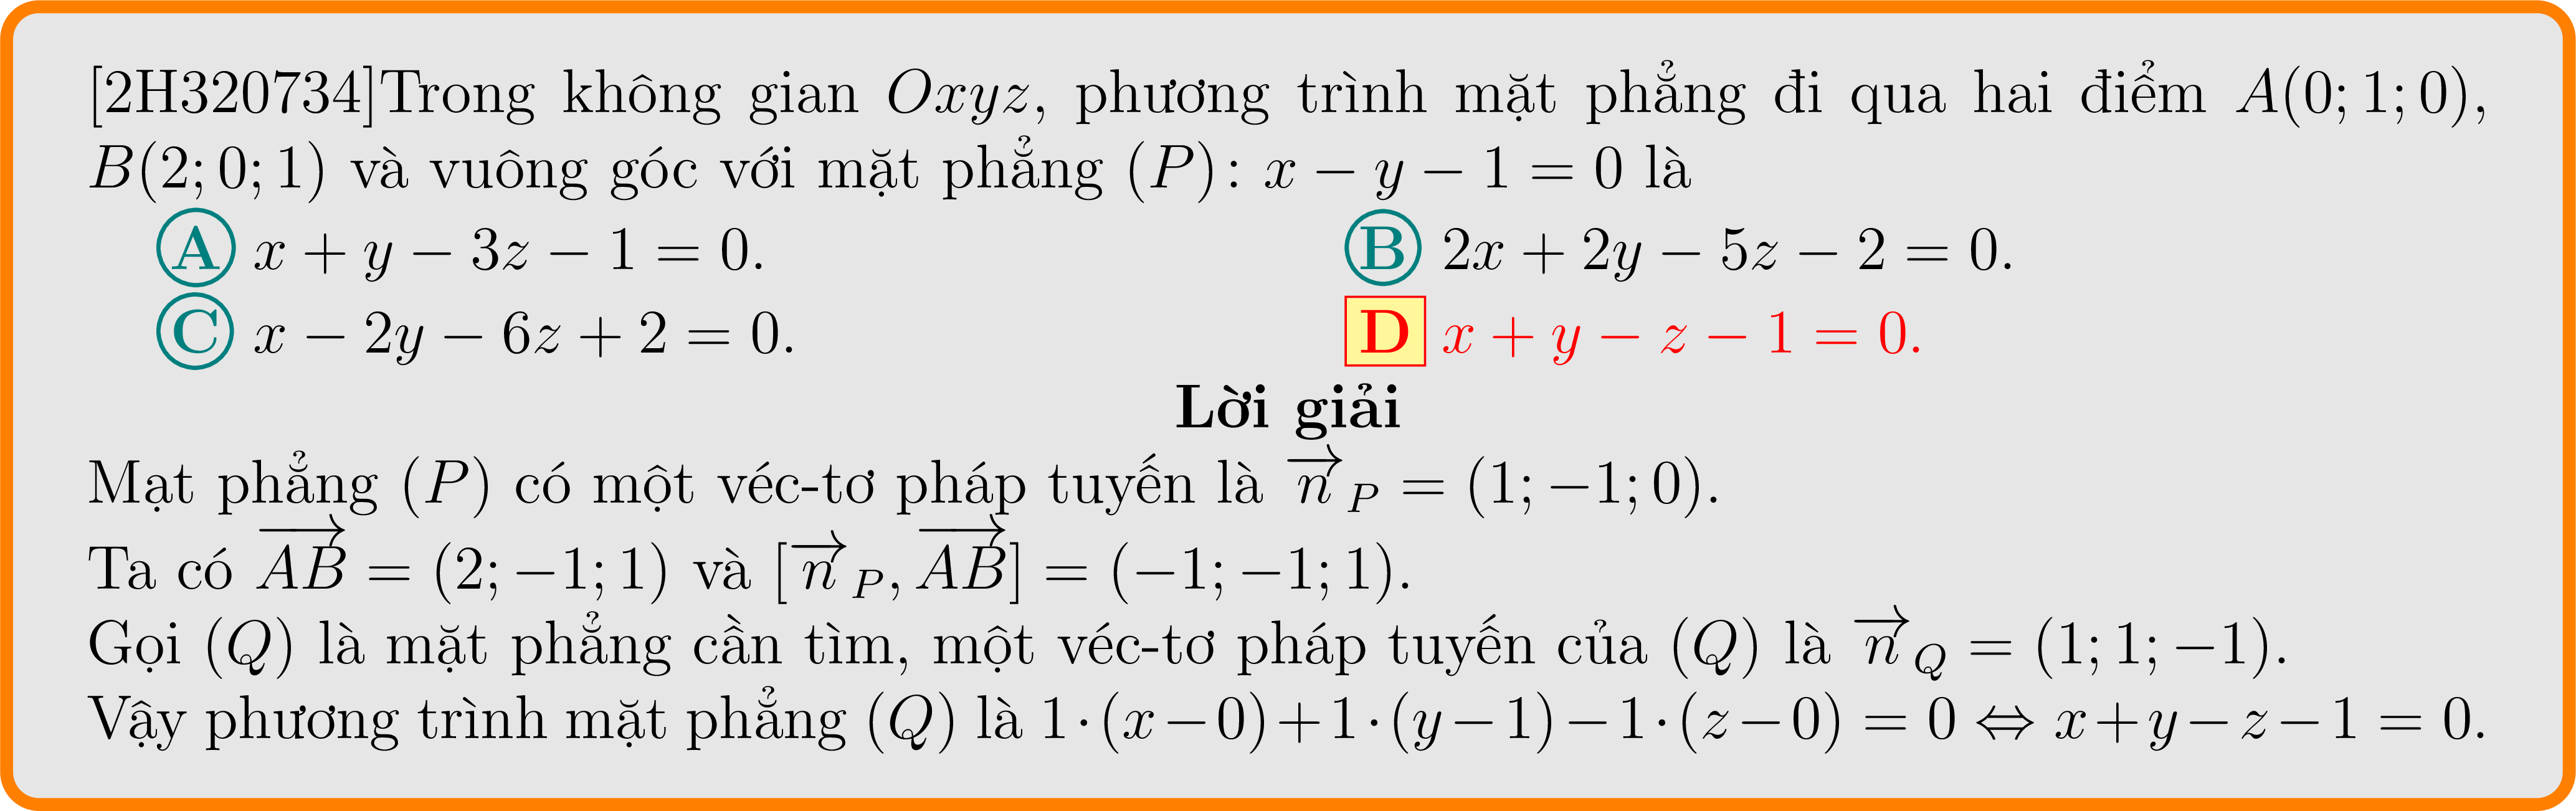 [2H320734]Trong không gian Oxyz, phương trình mặt phẳng đi qua hai điểm A(0; 1; 0),
B(2; 0; 1) và vuông góc với mặt phẳng (P): x − y − 1 = 0 là
A x + y − 3z − 1 = 0. B 2x + 2y − 5z − 2 = 0.
C x − 2y − 6z + 2 = 0. D x + y − z − 1 = 0.
Lời giải
Mạt phẳng (P) có một véc-tơ pháp tuyến là \overrightarrow{n}_P = (1; −1; 0).
Ta có \overrightarrow{AB} = (2; −1; 1) và [\overrightarrow{n}_P, \overrightarrow{AB}] = (−1; −1; 1).
Gọi (Q) là mặt phẳng cần tìm, một véc-tơ pháp tuyến của (Q) là \overrightarrow{n}_Q = (1; 1; −1).
Vậy phương trình mặt phẳng (Q) là 1·(x−0)+1·(y−1)−1·(z−0) = 0 ⇔ x+y−z−1 = 0.